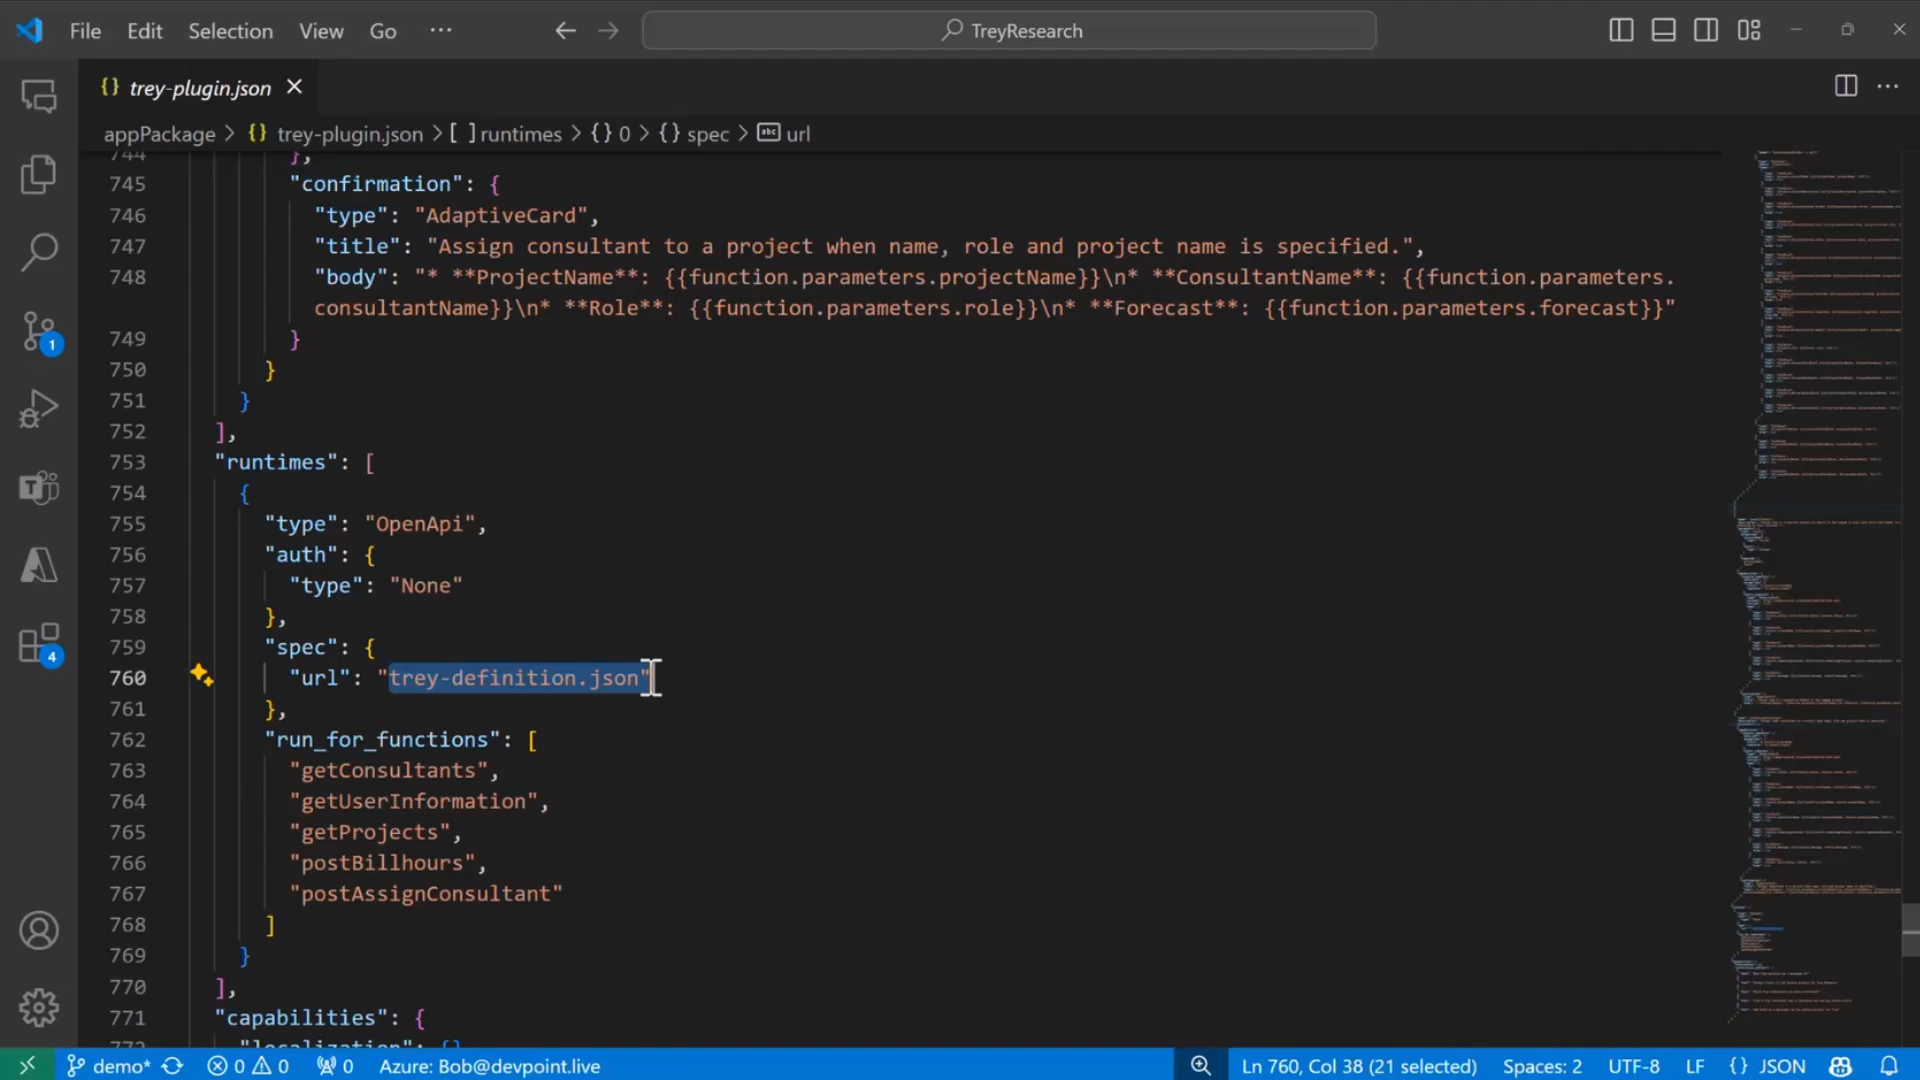 File Edit Selection View Go ···
TreyResearch
{} trey-plugin.json
appPackage > {} trey-plugin.json > [ ] runtimes > {} 0 > {} spec > abc url
744 },
745 "confirmation": {
746 "type": "AdaptiveCard",
747 "title": "Assign consultant to a project when name, role and project name is specified.",
748 "body": "* **ProjectName**: {{function.parameters.projectName}}\n* **ConsultantName**: {{function.parameters.
consultantName}}\n* **Role**: {{function.parameters.role}}\n* **Forecast**: {{function.parameters.forecast}}"
749 }
750 }
751 }
752 ],
753 "runtimes": [
754 {
755 "type": "OpenApi",
756 "auth": {
757 "type": "None"
758 },
759 "spec": {
760 "url": "trey-definition.json"
761 },
762 "run_for_functions": [
763 "getConsultants",
764 "getUserInformation",
765 "getProjects",
766 "postBillhours",
767 "postAssignConsultant"
768 ]
769 }
770 ],
771 "capabilities": {
772 "localization": {}
1
4
demo* 0 0 0 Azure: Bob@devpoint.live Ln 760, Col 38 (21 selected) Spaces: 2 UTF-8 LF {} JSON